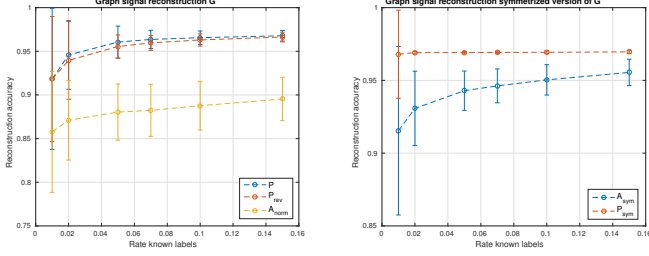 Graph signal reconstruction G
Reconstruction accuracy
1
0.95
0.9
0.85
0.8
0.75
0 0.02 0.04 0.06 0.08 0.1 0.12 0.14 0.16
Rate known labels
P
P_rev
A_norm
Graph signal reconstruction symmetrized version of G
Reconstruction accuracy
1
0.95
0.9
0.85
0 0.02 0.04 0.06 0.08 0.1 0.12 0.14 0.16
Rate known labels
A_sym
P_sym